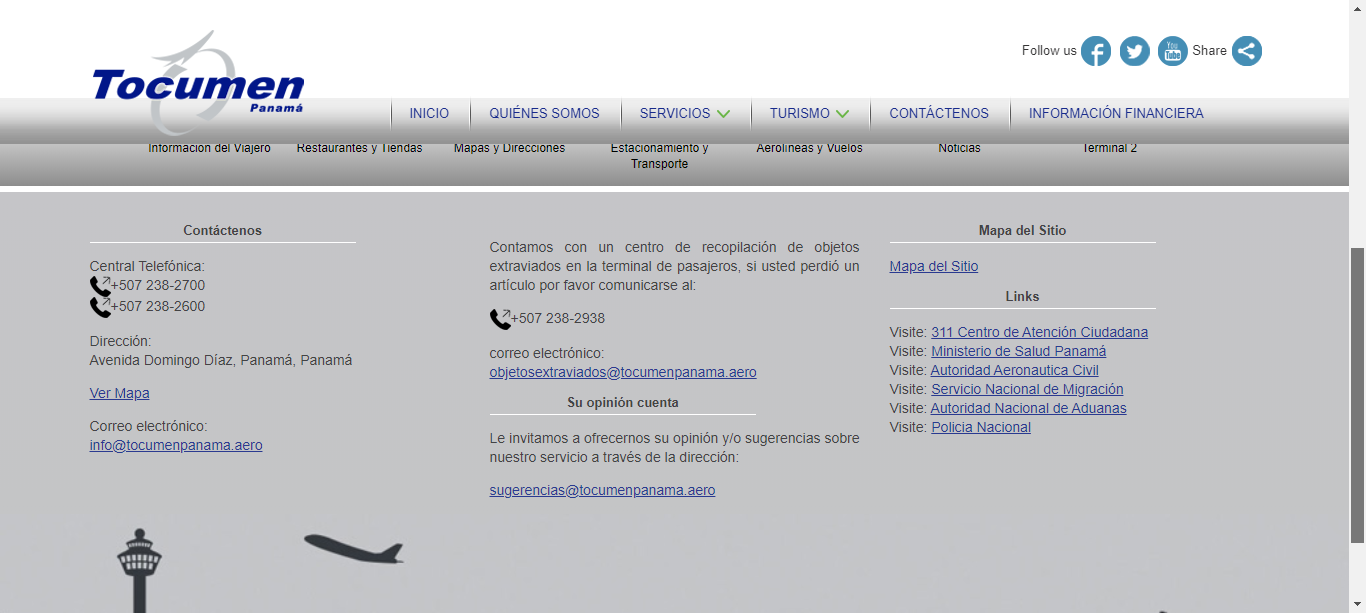 Follow us
You
Tube
Share
Tocumen
Panamá
INICIO
QUIÉNES SOMOS
SERVICIOS
TURISMO
CONTÁCTENOS
INFORMACIÓN FINANCIERA
Información del Viajero
Restaurantes y Tiendas
Mapas y Direcciones
Estacionamiento y
Transporte
Aerolíneas y Vuelos
Noticias
Terminal 2
Contáctenos
Central Telefónica:
+507 238-2700
+507 238-2600
Dirección:
Avenida Domingo Díaz, Panamá, Panamá
Ver Mapa
Correo electrónico:
info@tocumenpanama.aero
Contamos con un centro de recopilación de objetos
extraviados en la terminal de pasajeros, si usted perdió un
artículo por favor comunicarse al:
+507 238-2938
correo electrónico:
objetosextraviados@tocumenpanama.aero
Su opinión cuenta
Le invitamos a ofrecernos su opinión y/o sugerencias sobre
nuestro servicio a través de la dirección:
sugerencias@tocumenpanama.aero
Mapa del Sitio
Mapa del Sitio
Links
Visite: 311 Centro de Atención Ciudadana
Visite: Ministerio de Salud Panamá
Visite: Autoridad Aeronautica Civil
Visite: Servicio Nacional de Migración
Visite: Autoridad Nacional de Aduanas
Visite: Policia Nacional